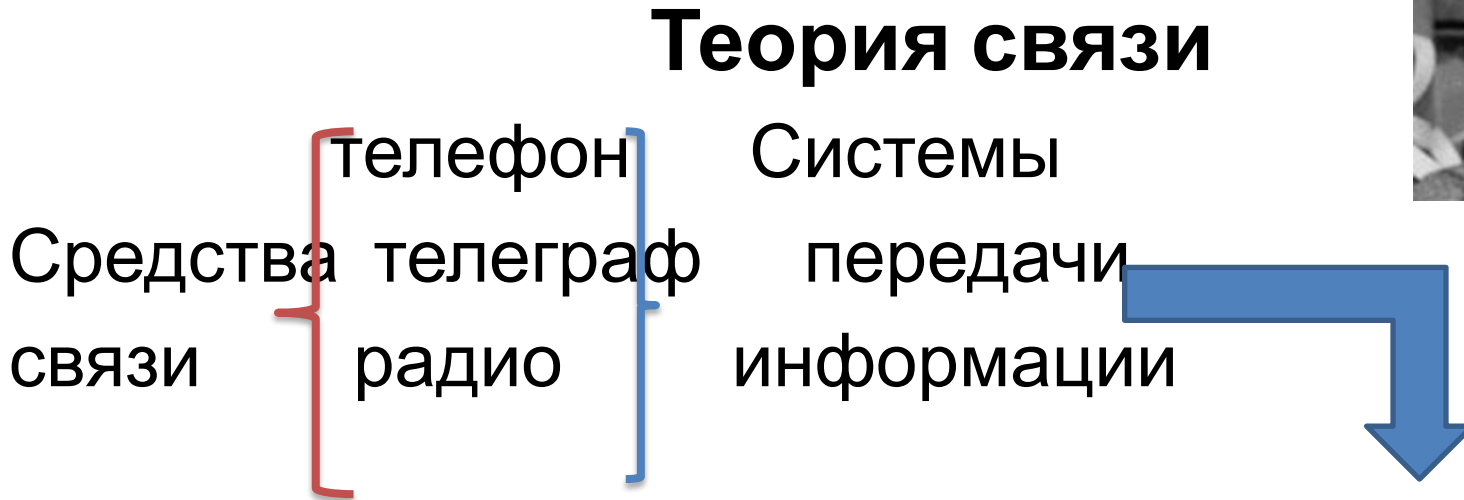 Теория связи
телефон Системы
Средства телеграф передачи
связи радио информации